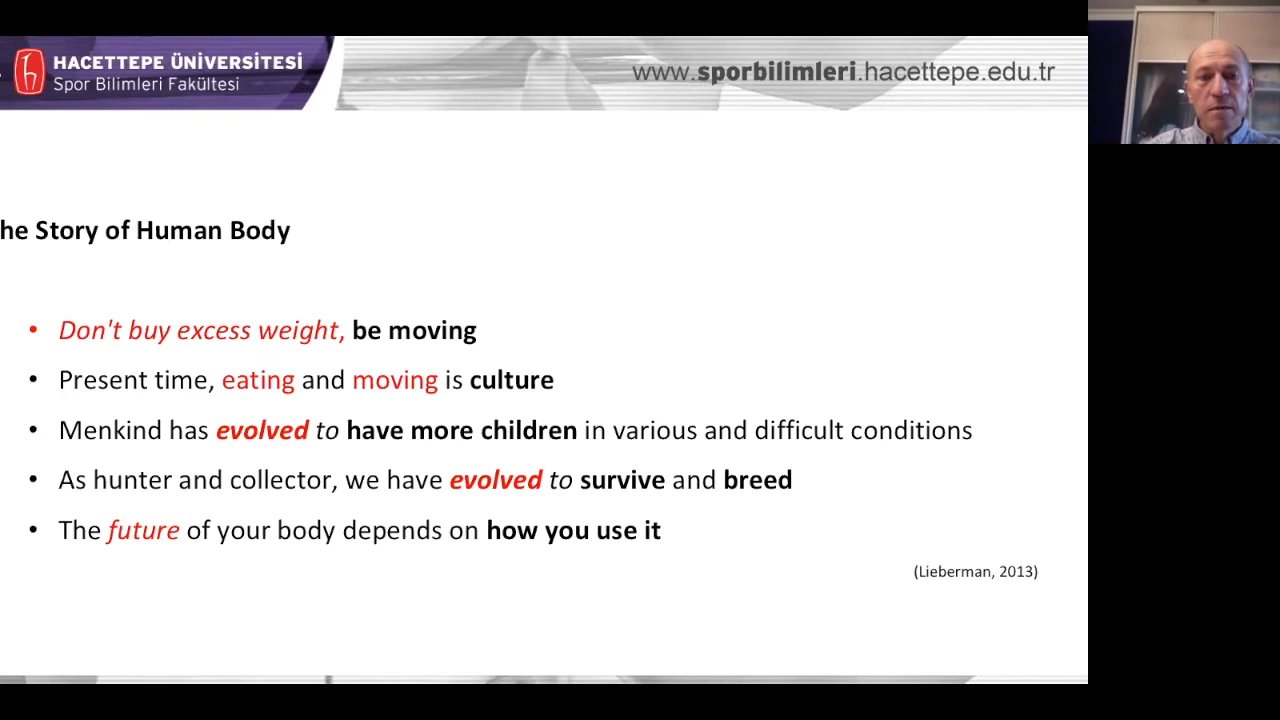 HACETTEPE ÜNİVERSİTESİ
Spor Bilimleri Fakültesi
www.sporbilimleri.hacettepe.edu.tr
he Story of Human Body
• Don't buy excess weight, be moving
• Present time, eating and moving is culture
• Menkind has evolved to have more children in various and difficult conditions
• As hunter and collector, we have evolved to survive and breed
• The future of your body depends on how you use it
(Lieberman, 2013)